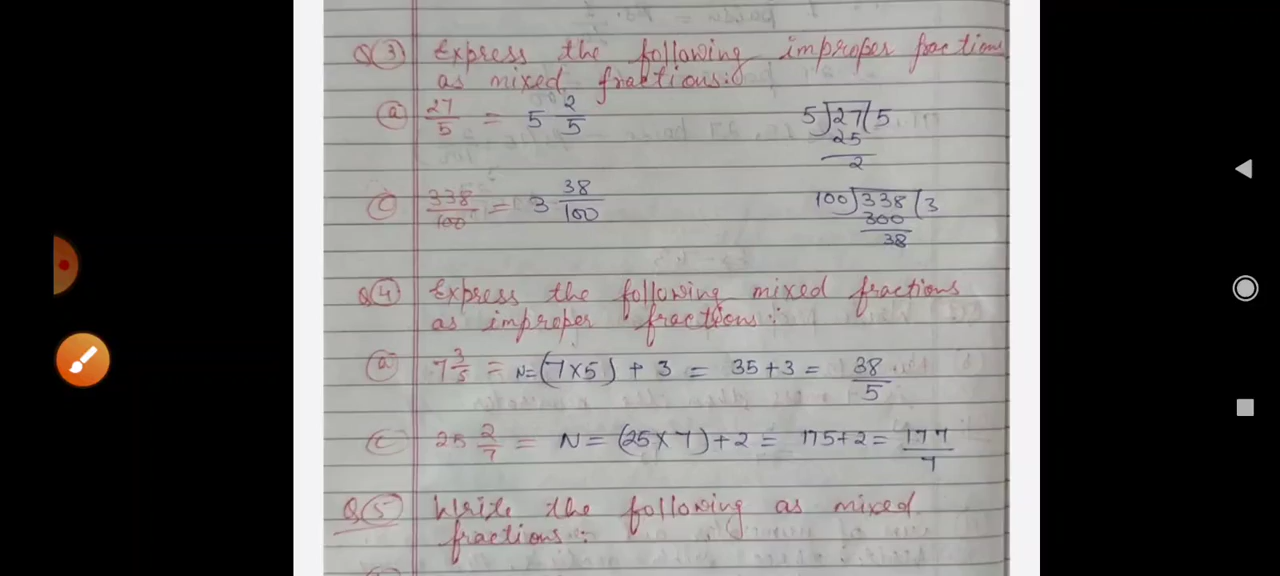 Q(3) Express the following improper fractions
as mixed fractions:
(a) 27/5 = 5 2/5
5)27(5
25
2
(c) 338/100 = 3 38/100
100)338(3
300
38
Q(4) Express the following mixed fractions
as improper fractions:
(a) 7 3/5 = N=(7×5) + 3 = 35+3 = 38/5
(c) 25 2/7 = N = (25×7)+2 = 175+2 = 177/7
Q(5) Write the following as mixed
fractions: